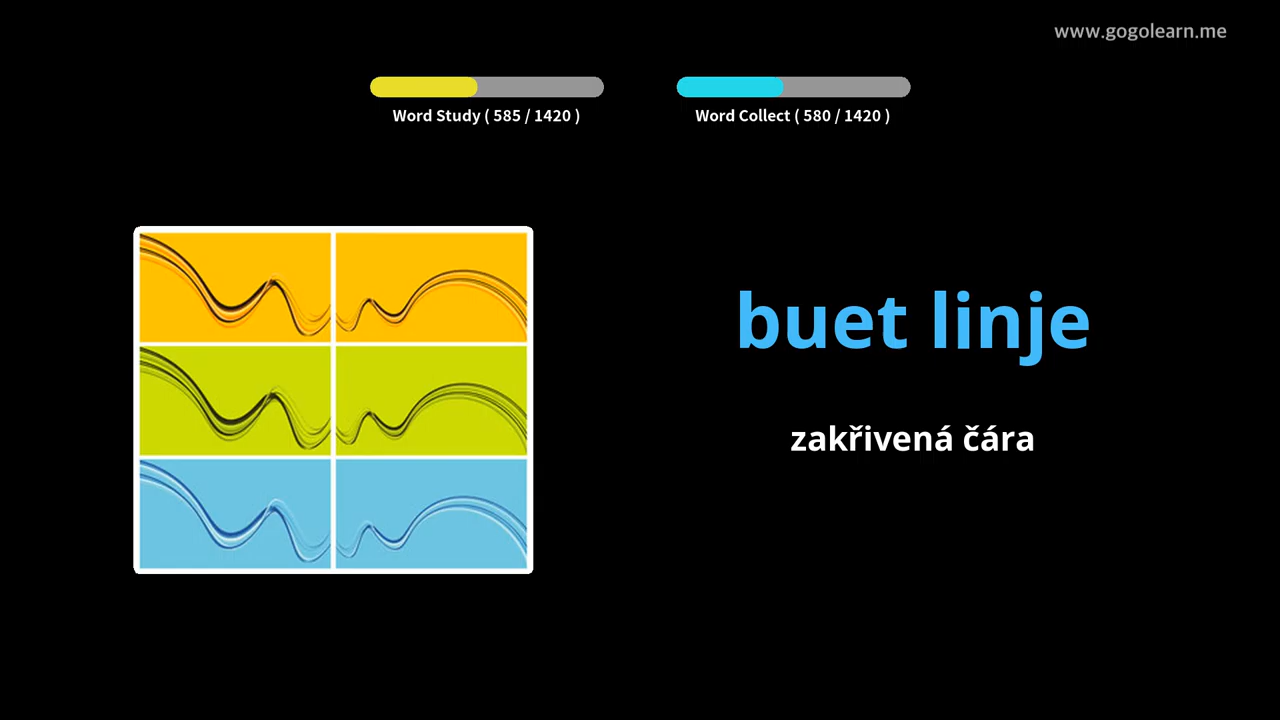 www.gogolearn.me
Word Study ( 585 / 1420 )
Word Collect ( 580 / 1420 )
buet linje
zakřivená čára